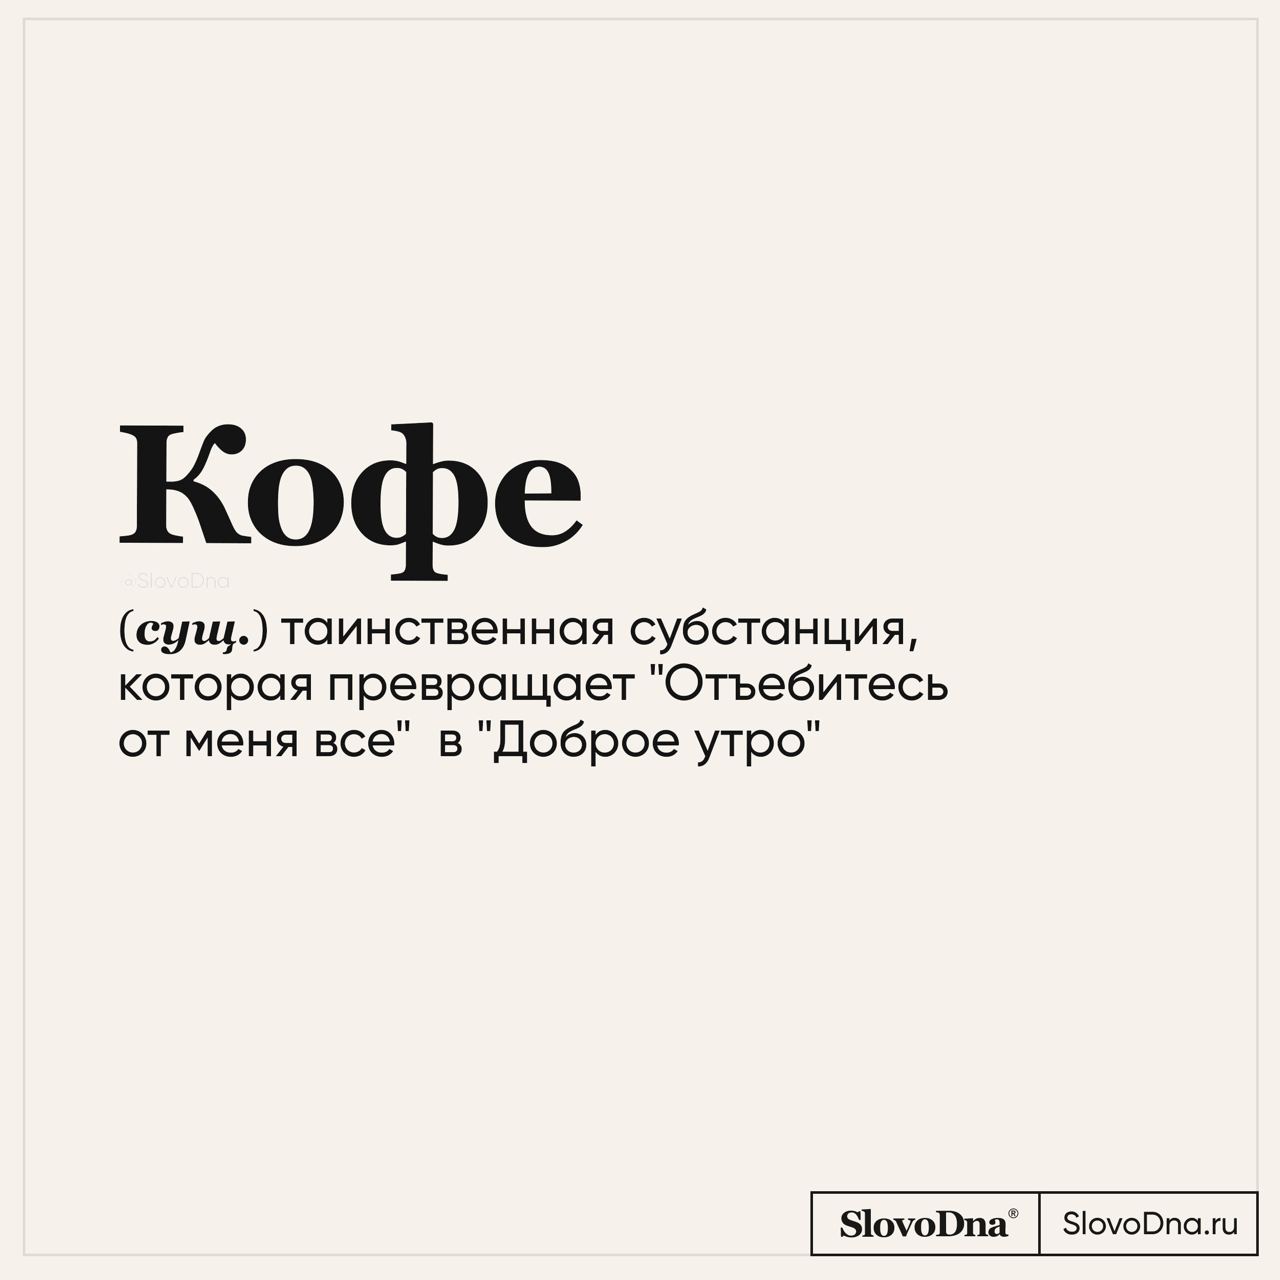 Кофе
@SlovoDna
(сущ.) таинственная субстанция,
которая превращает "Отъебитесь
от меня все"  в "Доброе утро"
SlovoDna® SlovoDna.ru